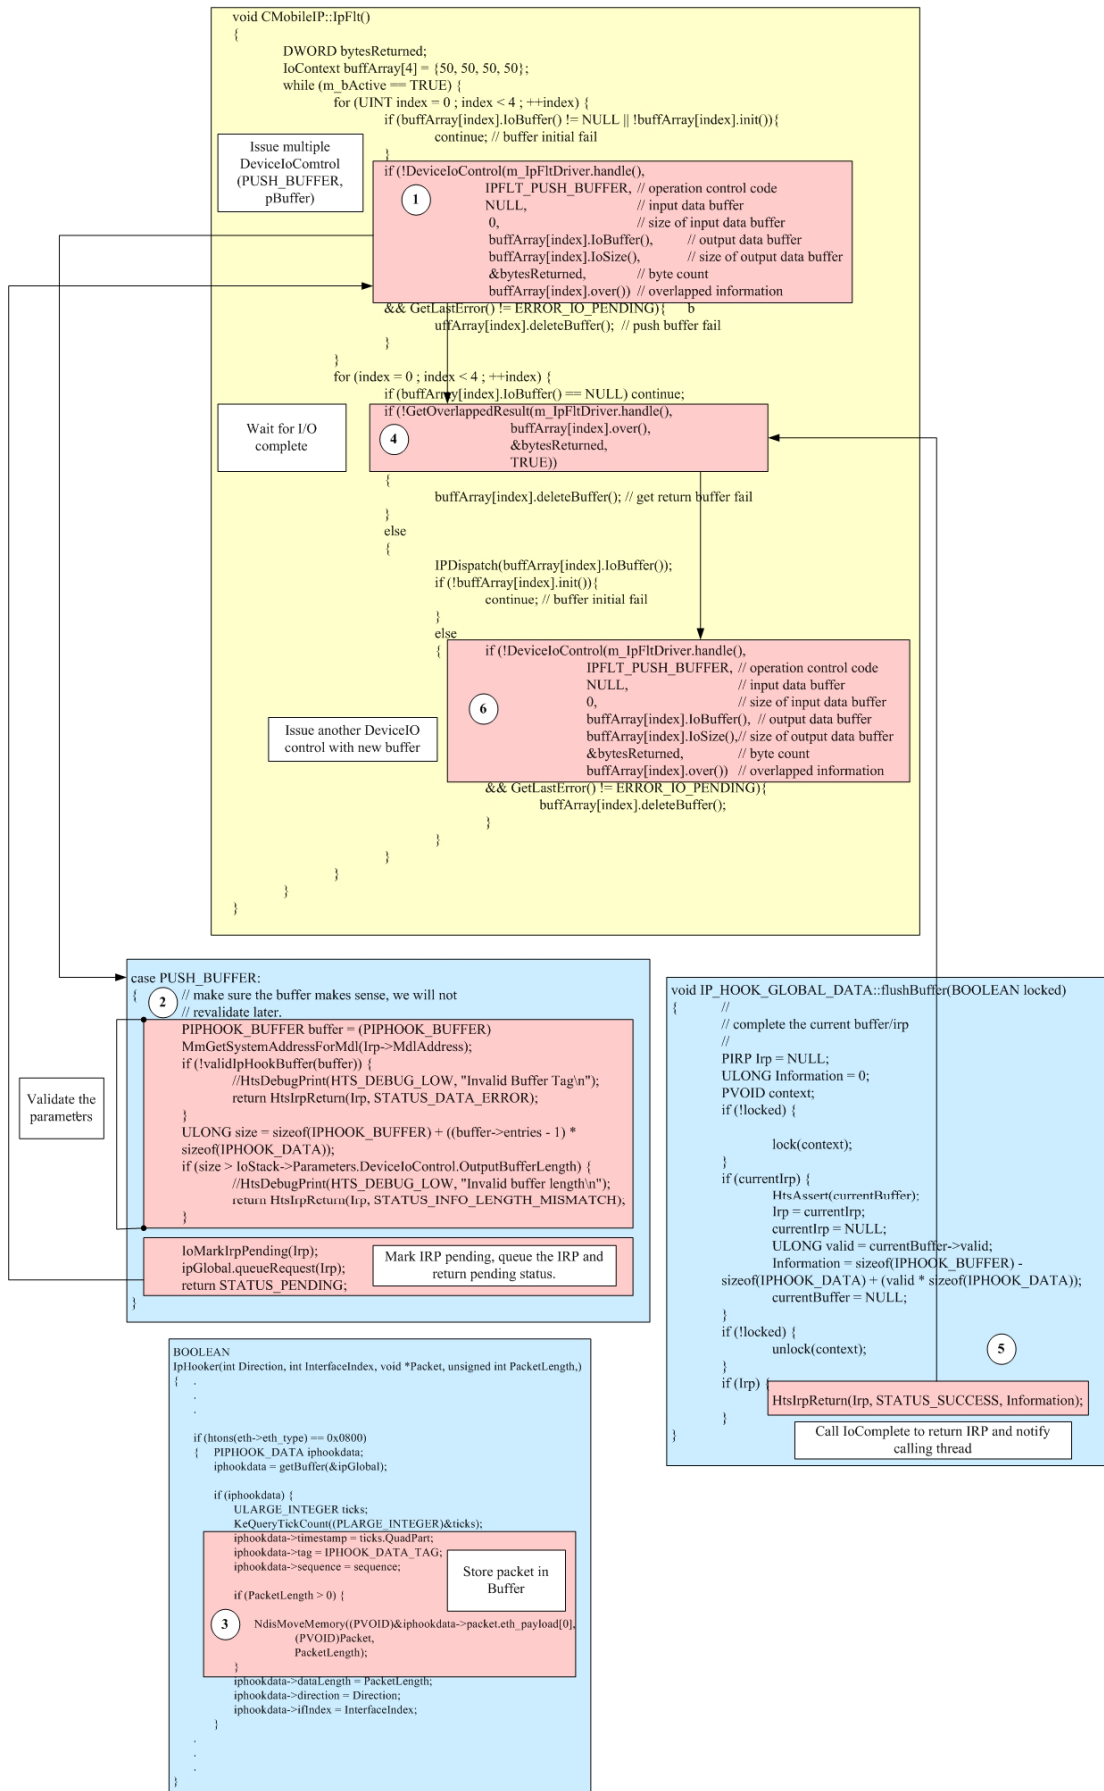 void CMobileIP::IpFlt()
{
DWORD bytesReturned;
IoContext buffArray[4] = {50, 50, 50, 50};
while (m_bActive == TRUE) {
for (UINT index = 0 ; index < 4 ; ++index) {
if (buffArray[index].IoBuffer() != NULL || !buffArray[index].init()){
continue; // buffer initial fail
}
Issue multiple
DeviceIoComtrol
(PUSH_BUFFER,
pBuffer)
if (!DeviceIoControl(m_IpFltDriver.handle(),
1
IPFLT_PUSH_BUFFER, // operation control code
NULL, // input data buffer
0, // size of input data buffer
buffArray[index].IoBuffer(), // output data buffer
buffArray[index].IoSize(), // size of output data buffer
&bytesReturned, // byte count
buffArray[index].over()) // overlapped information
&& GetLastError() != ERROR_IO_PENDING){ b
uffArray[index].deleteBuffer(); // push buffer fail
}
}
for (index = 0 ; index < 4 ; ++index) {
if (buffArray[index].IoBuffer() == NULL) continue;
Wait for I/O
complete
if (!GetOverlappedResult(m_IpFltDriver.handle(),
4
buffArray[index].over(),
&bytesReturned,
TRUE))
{
buffArray[index].deleteBuffer(); // get return buffer fail
}
else
{
IPDispatch(buffArray[index].IoBuffer());
if (!buffArray[index].init()){
continue; // buffer initial fail
}
else
{ if (!DeviceIoControl(m_IpFltDriver.handle(),
6
IPFLT_PUSH_BUFFER, // operation control code
NULL, // input data buffer
0, // size of input data buffer
buffArray[index].IoBuffer(), // output data buffer
buffArray[index].IoSize(),// size of output data buffer
&bytesReturned, // byte count
buffArray[index].over()) // overlapped information
Issue another DeviceIO
control with new buffer
&& GetLastError() != ERROR_IO_PENDING){
buffArray[index].deleteBuffer();
}
}
}
}
}
}
case PUSH_BUFFER:
{ // make sure the buffer makes sense, we will not
2
// revalidate later.
PIPHOOK_BUFFER buffer = (PIPHOOK_BUFFER)
MmGetSystemAddressForMdl(Irp->MdlAddress);
if (!validIpHookBuffer(buffer)) {
//HtsDebugPrint(HTS_DEBUG_LOW, "Invalid Buffer Tag\n");
return HtsIrpReturn(Irp, STATUS_DATA_ERROR);
}
ULONG size = sizeof(IPHOOK_BUFFER) + ((buffer->entries - 1) *
sizeof(IPHOOK_DATA));
if (size > IoStack->Parameters.DeviceIoControl.OutputBufferLength) {
//HtsDebugPrint(HTS_DEBUG_LOW, "Invalid buffer length\n");
return HtsIrpReturn(Irp, STATUS_INFO_LENGTH_MISMATCH);
}
Validate the
parameters
IoMarkIrpPending(Irp);
ipGlobal.queueRequest(Irp);
return STATUS_PENDING;
}
Mark IRP pending, queue the IRP and
return pending status.
void IP_HOOK_GLOBAL_DATA::flushBuffer(BOOLEAN locked)
{ //
// complete the current buffer/irp
//
PIRP Irp = NULL;
ULONG Information = 0;
PVOID context;
if (!locked) {
lock(context);
}
if (currentIrp) {
HtsAssert(currentBuffer);
Irp = currentIrp;
currentIrp = NULL;
ULONG valid = currentBuffer->valid;
Information = sizeof(IPHOOK_BUFFER) -
sizeof(IPHOOK_DATA) + (valid * sizeof(IPHOOK_DATA));
currentBuffer = NULL;
}
if (!locked) {
unlock(context);
}
5
if (Irp) {
HtsIrpReturn(Irp, STATUS_SUCCESS, Information);
}
}
Call IoComplete to return IRP and notify
calling thread
BOOLEAN
IpHooker(int Direction, int InterfaceIndex, void *Packet, unsigned int PacketLength,)
{ .
.
.
if (htons(eth->eth_type) == 0x0800)
{ PIPHOOK_DATA iphookdata;
iphookdata = getBuffer(&ipGlobal);
if (iphookdata) {
ULARGE_INTEGER ticks;
KeQueryTickCount((PLARGE_INTEGER)&ticks);
iphookdata->timestamp = ticks.QuadPart;
iphookdata->tag = IPHOOK_DATA_TAG;
iphookdata->sequence = sequence;
Store packet in
Buffer
if (PacketLength > 0) {
3
NdisMoveMemory((PVOID)&iphookdata->packet.eth_payload[0],
(PVOID)Packet,
PacketLength);
}
iphookdata->dataLength = PacketLength;
iphookdata->direction = Direction;
iphookdata->ifIndex = InterfaceIndex;
}
.
.
.
}